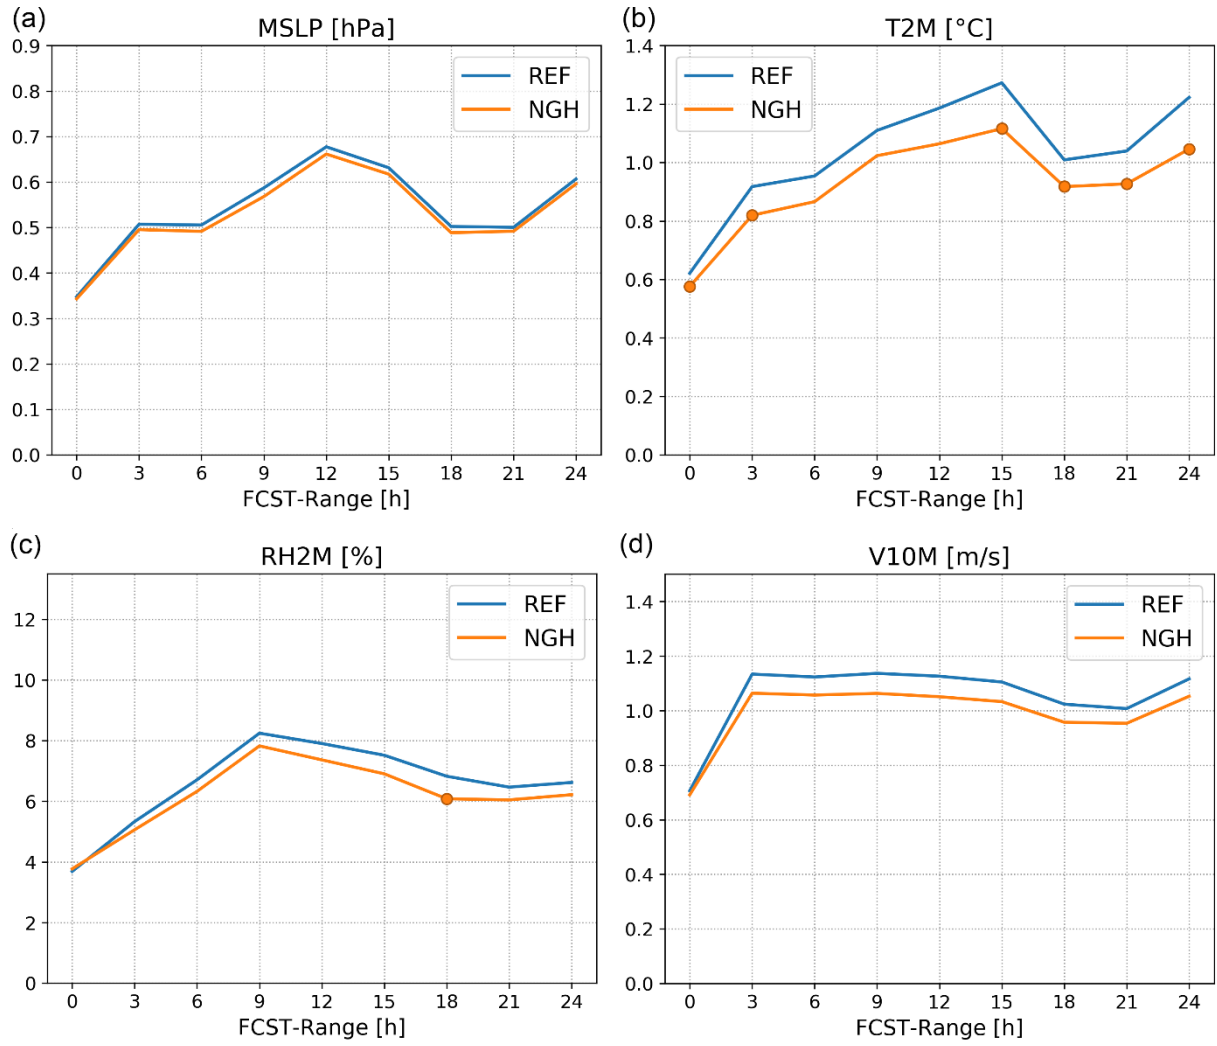 (a)
MSLP [hPa]
0.9
0.8
0.7
0.6
0.5
0.4
0.3
0.2
0.1
0.0
REF
NGH
0 3 6 9 12 15 18 21 24
FCST-Range [h]
(b)
T2M [°C]
1.4
1.2
1.0
0.8
0.6
0.4
0.2
0.0
REF
NGH
0 3 6 9 12 15 18 21 24
FCST-Range [h]
(c)
RH2M [%]
12
10
8
6
4
2
0
REF
NGH
0 3 6 9 12 15 18 21 24
FCST-Range [h]
(d)
V10M [m/s]
1.4
1.2
1.0
0.8
0.6
0.4
0.2
0.0
REF
NGH
0 3 6 9 12 15 18 21 24
FCST-Range [h]